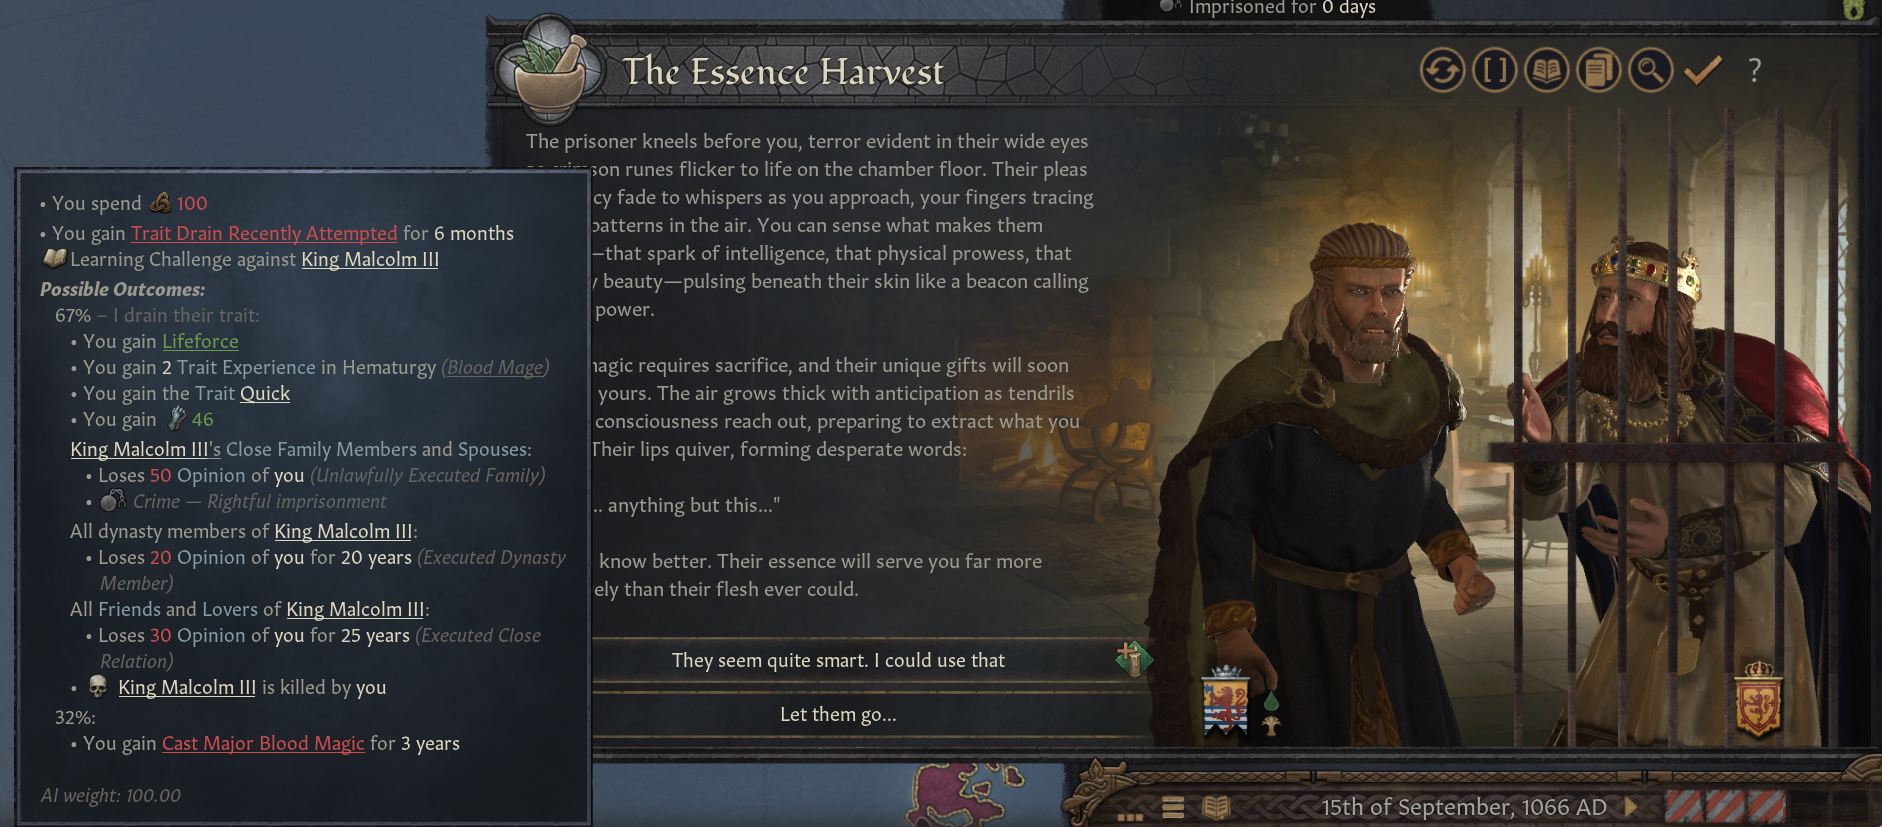 Imprisoned for 0 days
The Essence Harvest
?
The prisoner kneels before you, terror evident in their wide eyes
runes flicker to life on the chamber floor. Their pleas
fade to whispers as you approach, your fingers tracing
patterns in the air. You can sense what makes them
—that spark of intelligence, that physical prowess, that
beauty—pulsing beneath their skin like a beacon calling
power.
requires sacrifice, and their unique gifts will soon
yours. The air grows thick with anticipation as tendrils
consciousness reach out, preparing to extract what you
Their lips quiver, forming desperate words:
.. anything but this..."
know better. Their essence will serve you far more
than their flesh ever could.
They seem quite smart. I could use that
Let them go...
• You spend 100
• You gain Trait Drain Recently Attempted for 6 months
Learning Challenge against King Malcolm III
Possible Outcomes:
67% – I drain their trait:
• You gain Lifeforce
• You gain 2 Trait Experience in Hematurgy (Blood Mage)
• You gain the Trait Quick
• You gain 46
King Malcolm III's Close Family Members and Spouses:
• Loses 50 Opinion of you (Unlawfully Executed Family)
• Crime — Rightful imprisonment
All dynasty members of King Malcolm III:
• Loses 20 Opinion of you for 20 years (Executed Dynasty
Member)
All Friends and Lovers of King Malcolm III:
• Loses 30 Opinion of you for 25 years (Executed Close
Relation)
• King Malcolm III is killed by you
32%:
• You gain Cast Major Blood Magic for 3 years
AI weight: 100.00
15th of September, 1066 AD